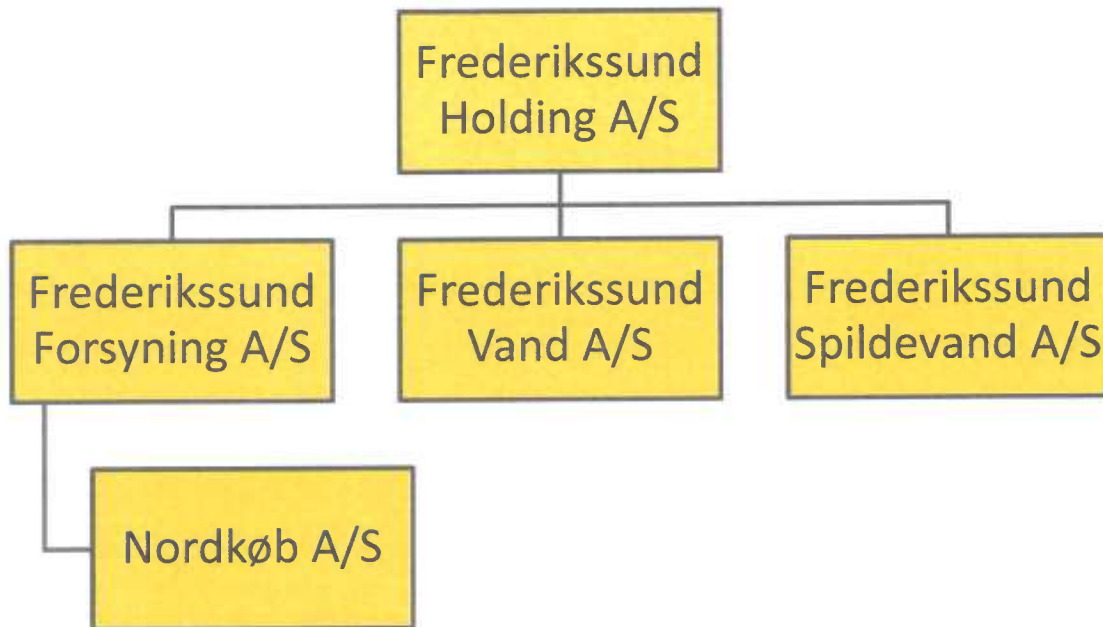 Frederikssund
Holding A/S
Frederikssund
Forsyning A/S
Frederikssund
Vand A/S
Frederikssund
Spildevand A/S
Nordkøb A/S